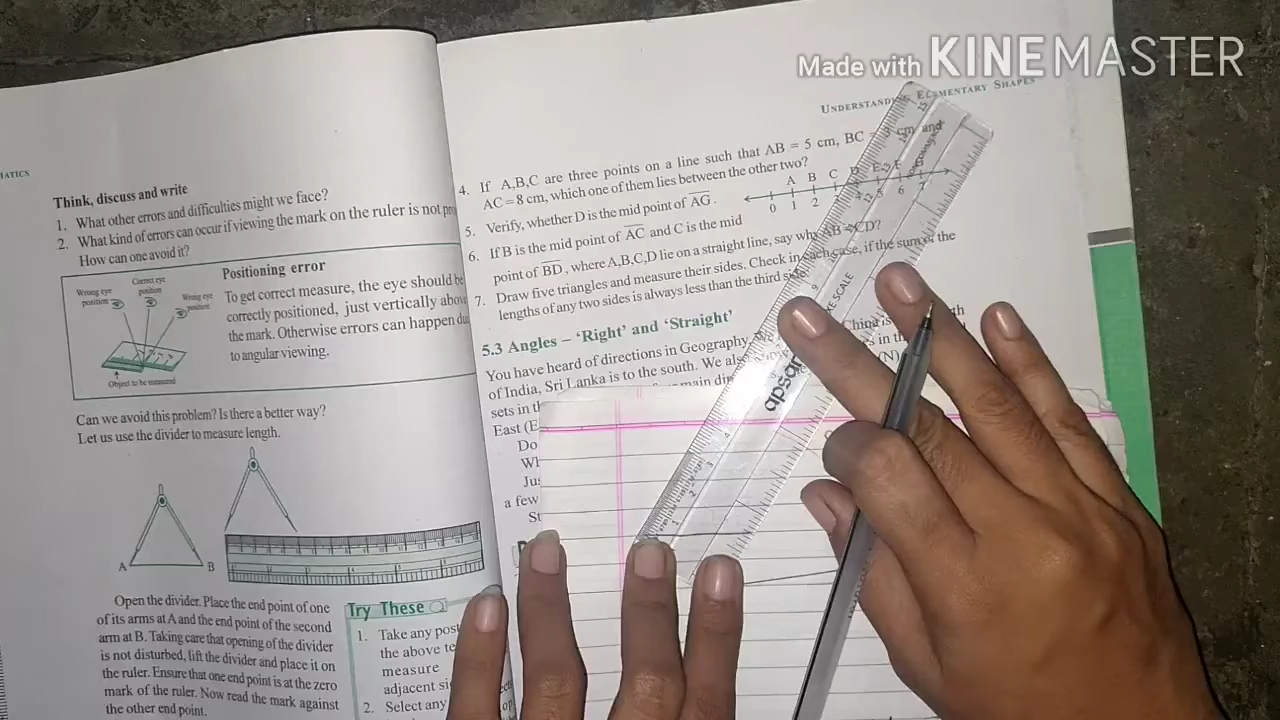 Made with KINEMASTER
MATICS
Think, discuss and write
1. What other errors and difficulties might we face?
2. What kind of errors can occur if viewing the mark on the ruler is not
How can one avoid it?
Wrong eye position
Correct eye position
Wrong eye position
Object to be measured
Positioning error
To get correct measure, the eye should be
correctly positioned, just vertically above
the mark. Otherwise errors can happen
to angular viewing.
Can we avoid this problem? Is there a better way?
Let us use the divider to measure length.
A B
Open the divider. Place the end point of one
of its arms at A and the end point of the second
arm at B. Taking care that opening of the divider
is not disturbed, lift the divider and place it on
the ruler. Ensure that one end point is at the zero
mark of the ruler. Now read the mark against
the other end point.
Try These
1. Take any post
the above
measure
adjacent
2. Select any
UNDERSTANDING ELEMENTARY SHAPES
4. If A,B,C are three points on a line such that AB = 5 cm, BC = 3 cm and
AC = 8 cm, which one of them lies between the other two?
5. Verify, whether D is the mid point of AG.
A B C D E F
0 1 2 3 4 5 6 7
6. If B is the mid point of AC and C is the mid
point of BD, where A,B,C,D lie on a straight line, say why AB = CD?
7. Draw five triangles and measure their sides. Check in each case, if the sum of the
lengths of any two sides is always less than the third side.
5.3 Angles – 'Right' and 'Straight'
You have heard of directions in Geography. We China is
of India, Sri Lanka is to the south. We also in the
sets in main (N)
East
Do
a few
apsara
SCALE